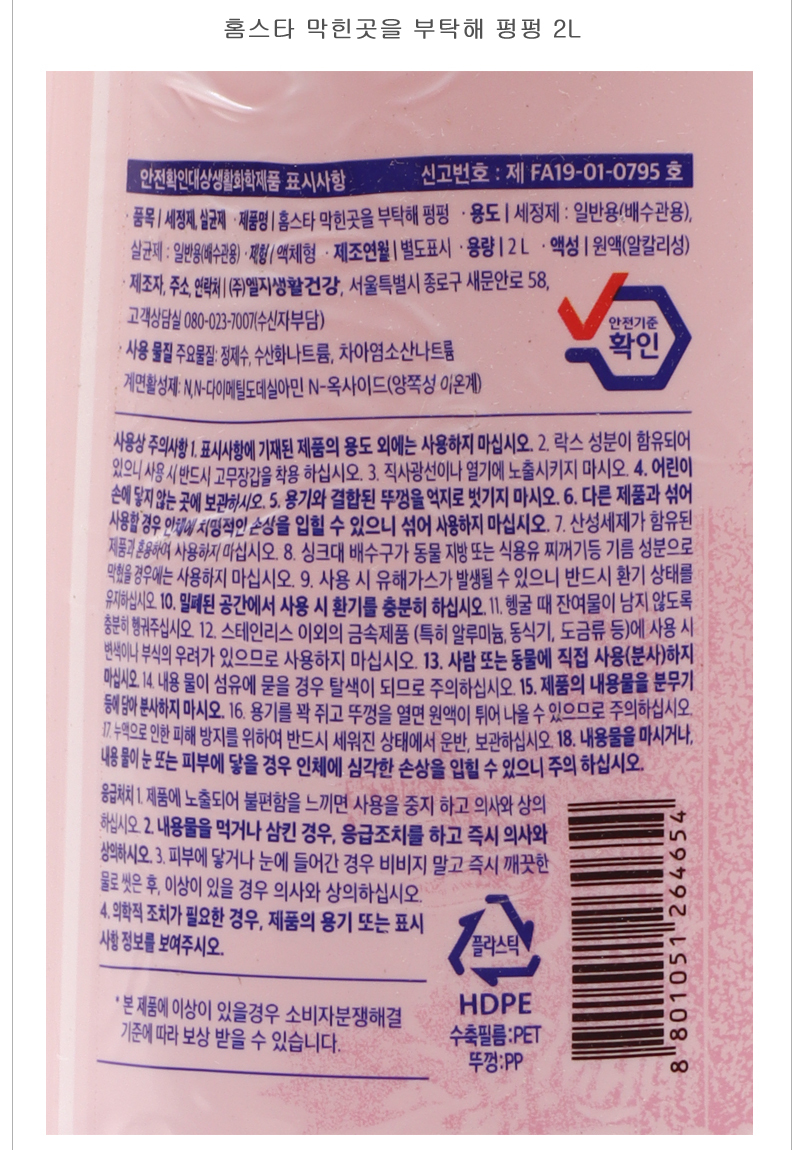 홈스타 막힌곳을 부탁해 펑펑 2L
안전확인대상생활화학제품 표시사항 신고번호 : 제 FA19-01-0795 호
· 품목 | 세정제, 살균제 · 제품명 | 홈스타 막힌곳을 부탁해 펑펑 · 용도 | 세정제 : 일반용(배수관용),
살균제 : 일반용(배수관용) · 제형 | 액체형 · 제조연월 | 별도표시 · 용량 | 2 L · 액성 | 원액(알칼리성)
· 제조자, 주소, 연락처 | (주)엘지생활건강, 서울특별시 종로구 새문안로 58,
고객상담실 080-023-7007(수신자부담)
· 사용 물질 주요물질: 정제수, 수산화나트륨, 차아염소산나트륨
계면활성제: N,N-다이메틸도데실아민 N-옥사이드(양쪽성 이온계)
안전기준
확인
사용상 주의사항 1. 표시사항에 기재된 제품의 용도 외에는 사용하지 마십시오. 2. 락스 성분이 함유되어
있으니 사용 시 반드시 고무장갑을 착용 하십시오. 3. 직사광선이나 열기에 노출시키지 마시오. 4. 어린이
손에 닿지 않는 곳에 보관하시오. 5. 용기와 결합된 뚜껑을 억지로 벗기지 마시오. 6. 다른 제품과 섞어
사용할 경우 인체에 치명적인 손상을 입힐 수 있으니 섞어 사용하지 마십시오. 7. 산성세제가 함유된
제품과 혼용하여 사용하지 마십시오. 8. 싱크대 배수구가 동물 지방 또는 식용유 찌꺼기등 기름 성분으로
막혔을 경우에는 사용하지 마십시오. 9. 사용 시 유해가스가 발생될 수 있으니 반드시 환기 상태를
유지하십시오. 10. 밀폐된 공간에서 사용 시 환기를 충분히 하십시오. 11. 헹굴 때 잔여물이 남지 않도록
충분히 헹궈주십시오. 12. 스테인리스 이외의 금속제품 (특히 알루미늄, 동식기, 도금류 등)에 사용 시
변색이나 부식의 우려가 있으므로 사용하지 마십시오. 13. 사람 또는 동물에 직접 사용(분사)하지
마십시오. 14. 내용 물이 섬유에 묻을 경우 탈색이 되므로 주의하십시오. 15. 제품의 내용물을 분무기
등에 담아 분사하지 마시오. 16. 용기를 꽉 쥐고 뚜껑을 열면 원액이 튀어 나올 수 있으므로 주의하십시오.
17. 누액으로 인한 피해 방지를 위하여 반드시 세워진 상태에서 운반, 보관하십시오. 18. 내용물을 마시거나,
내용 물이 눈 또는 피부에 닿을 경우 인체에 심각한 손상을 입힐 수 있으니 주의 하십시오.
응급처치 1. 제품에 노출되어 불편함을 느끼면 사용을 중지 하고 의사와 상의
하십시오. 2. 내용물을 먹거나 삼킨 경우, 응급조치를 하고 즉시 의사와
상의하시오. 3. 피부에 닿거나 눈에 들어간 경우 비비지 말고 즉시 깨끗한
물로 씻은 후, 이상이 있을 경우 의사와 상의하십시오.
4. 의학적 조치가 필요한 경우, 제품의 용기 또는 표시
사항 정보를 보여주시오.
플라스틱
HDPE
수축필름:PET
뚜껑:PP
* 본 제품에 이상이 있을경우 소비자분쟁해결
기준에 따라 보상 받을 수 있습니다.
8 801051 264654